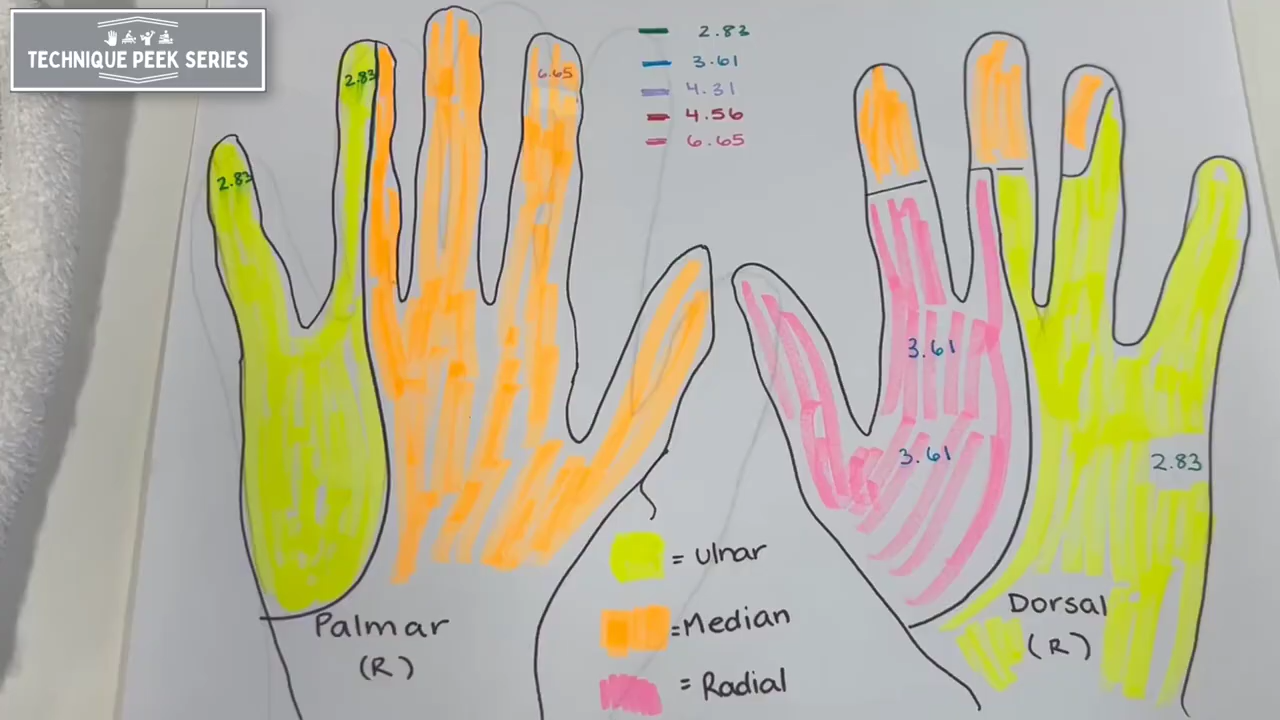 TECHNIQUE PEEK SERIES
2.83
3.61
4.31
4.56
6.65
2.83
2.83
6.65
3.61
3.61
2.83
= Ulnar
=Median
= Radial
Palmar
(R)
Dorsal
(R)